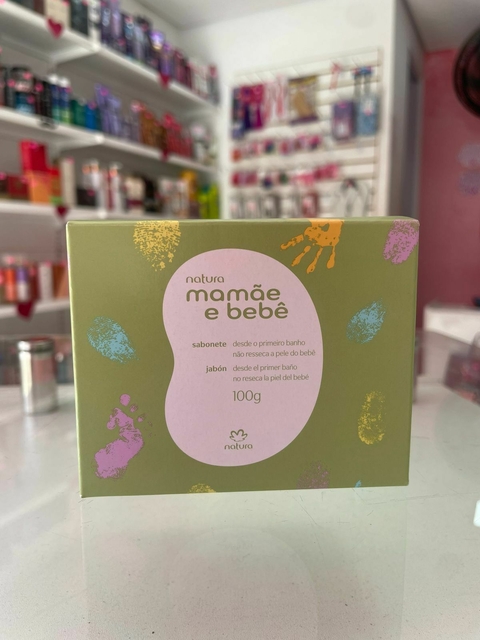 natura
mamãe
e bebê
sabonete desde o primeiro banho
não resseca a pele do bebê
jabón desde el primer baño
no reseca la piel del bebé
100g
natura